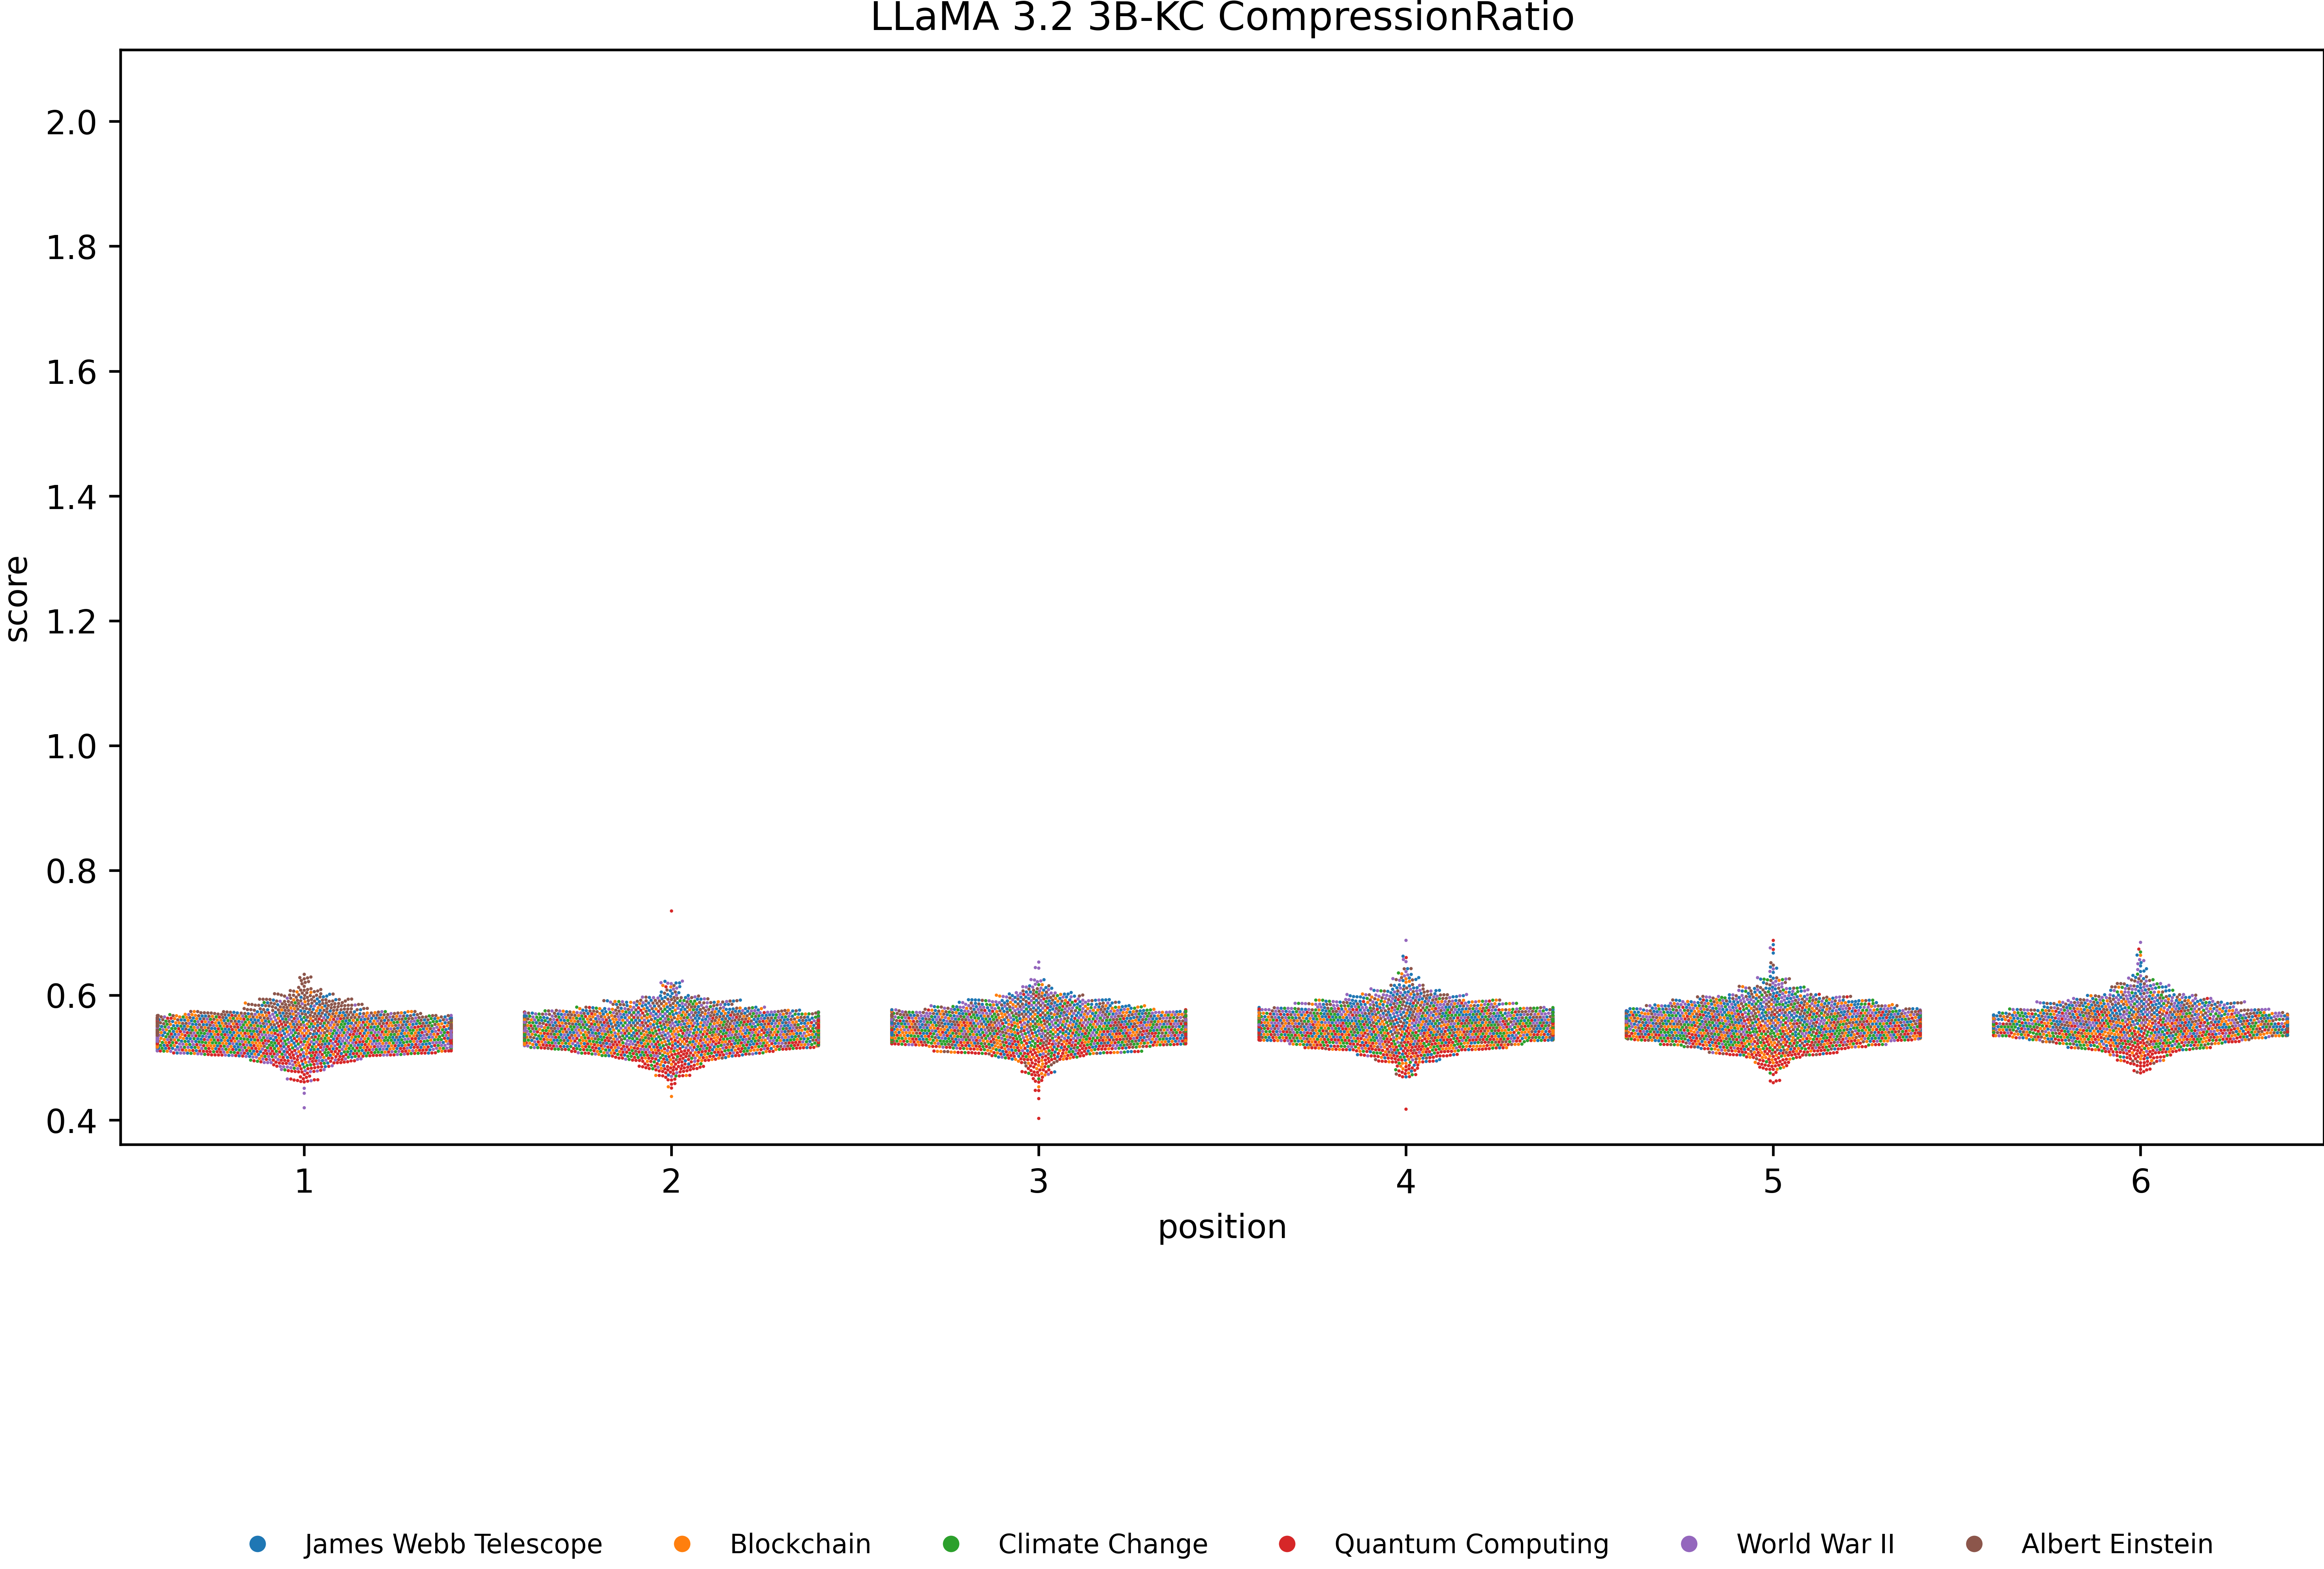 LLaMA 3.2 3B-KC CompressionRatio
2.0
1.8
1.6
1.4
1.2
1.0
0.8
0.6
0.4
score
1 2 3 4 5 6
position
James Webb Telescope Blockchain Climate Change Quantum Computing World War II Albert Einstein